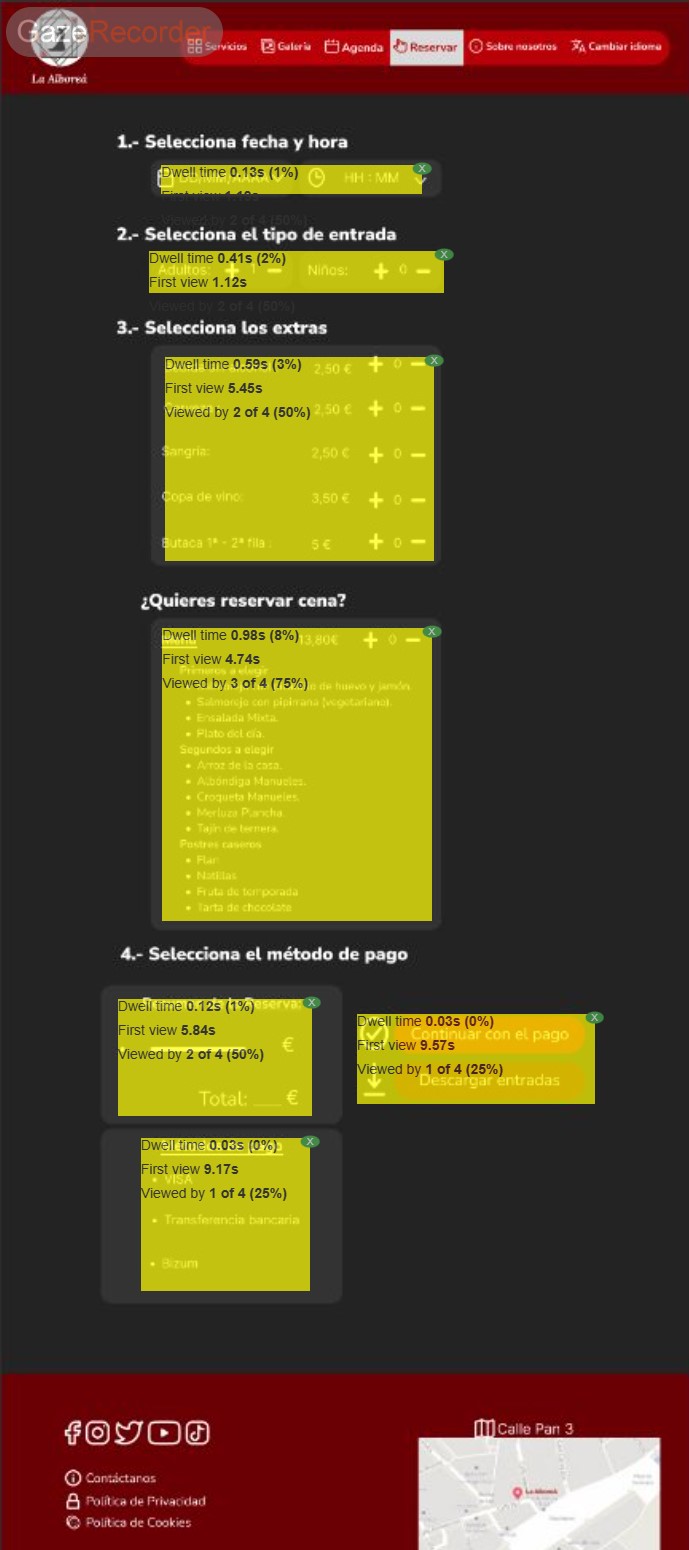 GazeRecorder
La Alboreá
Servicios Galería Agenda Reservar Sobre nosotros Cambiar idioma
1.- Selecciona fecha y hora
Dwell time 0.13s (1%)
HH : MM X
First view
Viewed by 2 of 4 (50%)
2.- Selecciona el tipo de entrada
Dwell time 0.41s (2%) X
Adultos: 1 Niños: 0
First view 1.12s
Viewed by 2 of 4 (50%)
3.- Selecciona los extras
Dwell time 0.59s (3%) 2,50 € 0 X
First view 5.45s
Viewed by 2 of 4 (50%) 2,50 € 0
Sangría: 2,50 € 0
Copa de vino: 3,50 € 0
Butaca 1ª - 2ª fila : 5 € 0
¿Quieres reservar cena?
Dwell time 0.98s (8%) 13,80€ 0 X
First view 4.74s
Primeros a elegir
Viewed by 3 of 4 (75%) de huevo y jamón.
• Salmorejo con pipirrana (vegetariano).
• Ensalada Mixta.
• Plato del día.
Segundos a elegir
• Arroz de la casa.
• Albóndiga Manueles.
• Croqueta Manueles.
• Merluza Plancha.
• Tajín de ternera.
Postres caseros
• Flan
• Natillas
• Fruta de temporada
• Tarta de chocolate
4.- Selecciona el método de pago
Dwell time 0.12s (1%) Reserva: X
First view 5.84s
Viewed by 2 of 4 (50%) €
Total: ___ €
Dwell time 0.03s (0%) X
Continuar con el pago
First view 9.57s
Viewed by 1 of 4 (25%)
Descargar entradas
Dwell time 0.03s (0%) X
First view 9.17s
• VISA
Viewed by 1 of 4 (25%)
• Transferencia bancaria
• Bizum
Calle Pan 3
Contáctanos
Política de Privacidad
Política de Cookies
La Alboreá